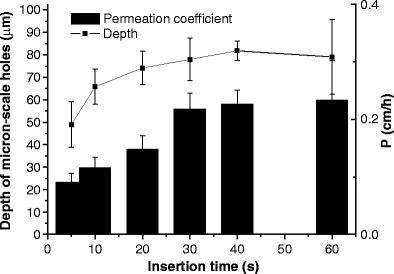 Permeation coefficient
Depth
Depth of micron-scale holes (μm)
100
90
80
70
60
50
40
30
20
10
0
0.4
0.2
0.0
P (cm/h)
0 10 20 30 40 50 60
Insertion time (s)